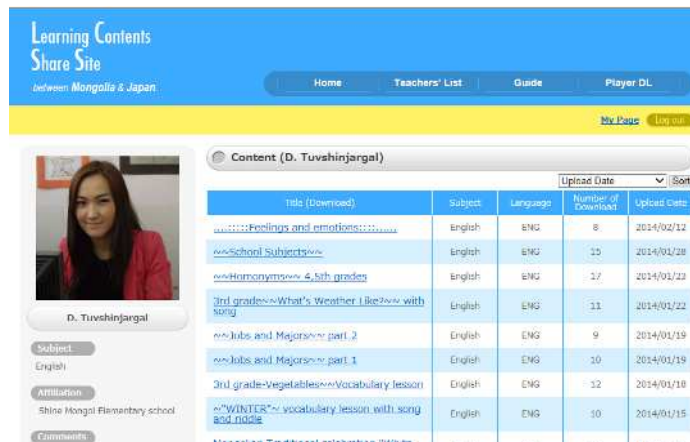 Learning Contents
Share Site
between Mongolia & Japan
Home Teachers' List Guide Player DL
My Page Log out
Content (D. Tuvshinjargal)
Upload Date Sort
Title (Download) Subject Language Number of Download Upload Date
....:::::Feelings and emotions::::...... English ENG 8 2014/02/12
~~School Subjects~~ English ENG 15 2014/01/28
~~Homonyms~~ 4,5th grades English ENG 17 2014/01/23
3rd grade~~What's Weather Like?~~ with
song English ENG 11 2014/01/22
~~Jobs and Majors~~ part 2 English ENG 9 2014/01/19
~~Jobs and Majors~~ part 1 English ENG 10 2014/01/19
3rd grade-Vegetables~~Vocabulary lesson English ENG 12 2014/01/18
~"WINTER"~ vocabulary lesson with song
and riddle English ENG 10 2014/01/15
D. Tuvshinjargal
Subject
English
Affiliation
Shine Mongol Elementary school
Comments